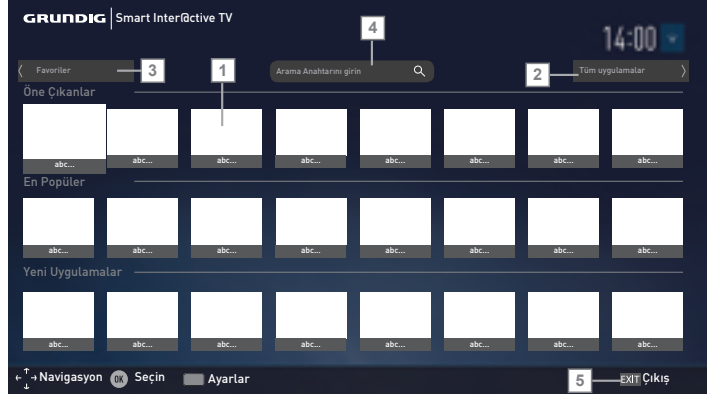 GRUNDIG Smart Inter@ctive TV
4
14:00
Favoriler 3 1 Arama Anahtarını girin 2 Tüm uygulamalar
Öne Çıkanlar
abc... abc... abc... abc... abc... abc... abc... abc...
En Popüler
abc... abc... abc... abc... abc... abc... abc... abc...
Yeni Uygulamalar
abc... abc... abc... abc... abc... abc... abc... abc...
Navigasyon OK Seçin Ayarlar 5 EXIT Çıkış